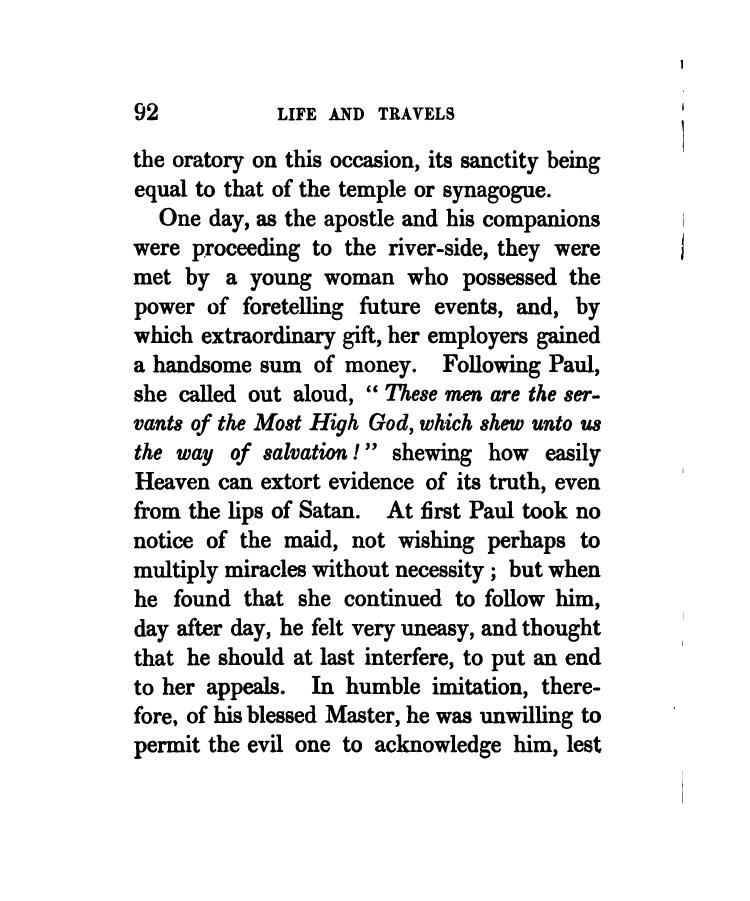 92 LIFE AND TRAVELS
the oratory on this occasion, its sanctity being
equal to that of the temple or synagogue.
One day, as the apostle and his companions
were proceeding to the river-side, they were
met by a young woman who possessed the
power of foretelling future events, and, by
which extraordinary gift, her employers gained
a handsome sum of money. Following Paul,
she called out aloud, “ These men are the ser-
vants of the Most High God, which shew unto us
the way of salvation ! ” shewing how easily
Heaven can extort evidence of its truth, even
from the lips of Satan. At first Paul took no
notice of the maid, not wishing perhaps to
multiply miracles without necessity ; but when
he found that she continued to follow him,
day after day, he felt very uneasy, and thought
that he should at last interfere, to put an end
to her appeals. In humble imitation, there-
fore, of his blessed Master, he was unwilling to
permit the evil one to acknowledge him, lest